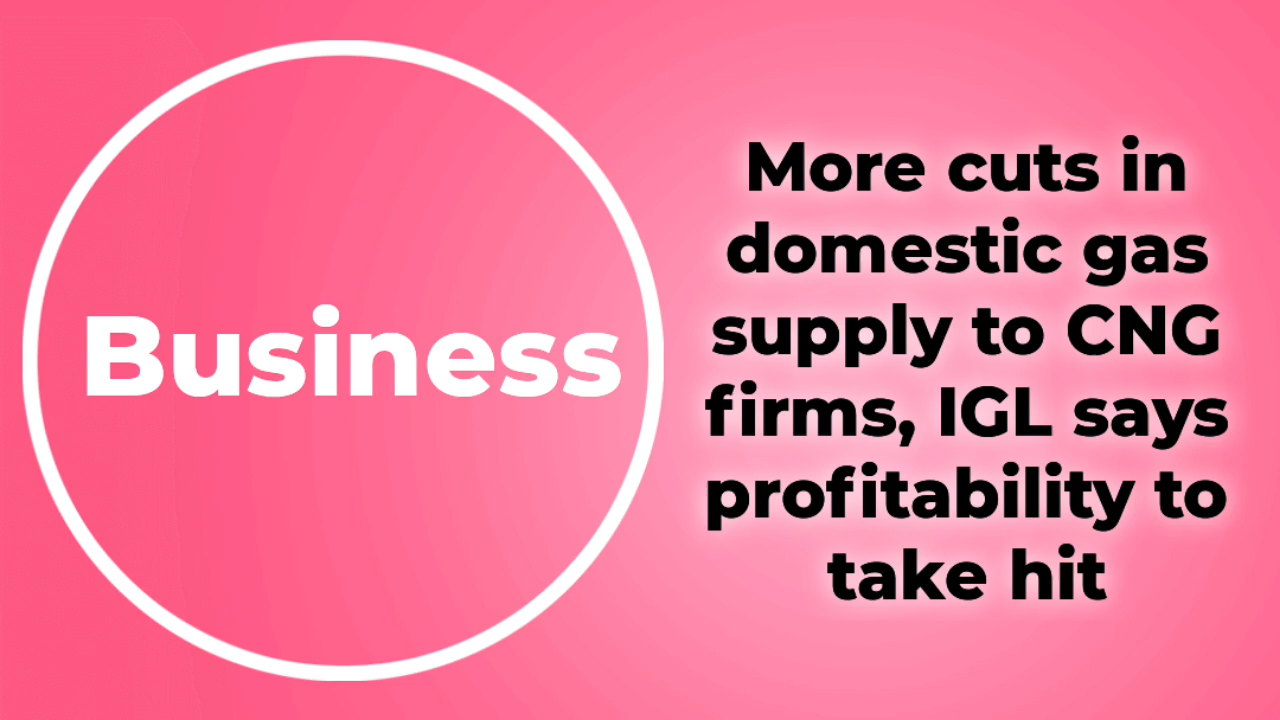 Business
More cuts in
domestic gas
supply to CNG
firms, IGL says
profitability to
take hit